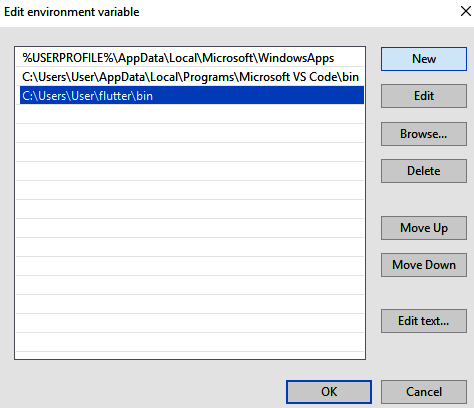 Edit environment variable
%USERPROFILE%\AppData\Local\Microsoft\WindowsApps
C:\Users\User\AppData\Local\Programs\Microsoft VS Code\bin
C:\Users\User\flutter\bin
New
Edit
Browse...
Delete
Move Up
Move Down
Edit text...
OK
Cancel